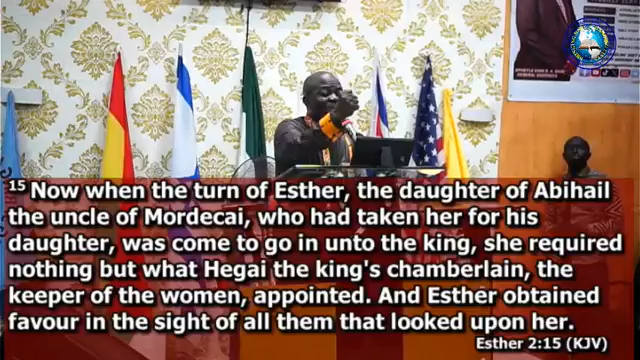 15 Now when the turn of Esther, the daughter of Abihail
the uncle of Mordecai, who had taken her for his
daughter, was come to go in unto the king, she required
nothing but what Hegai the king's chamberlain, the
keeper of the women, appointed. And Esther obtained
favour in the sight of all them that looked upon her.
Esther 2:15 (KJV)